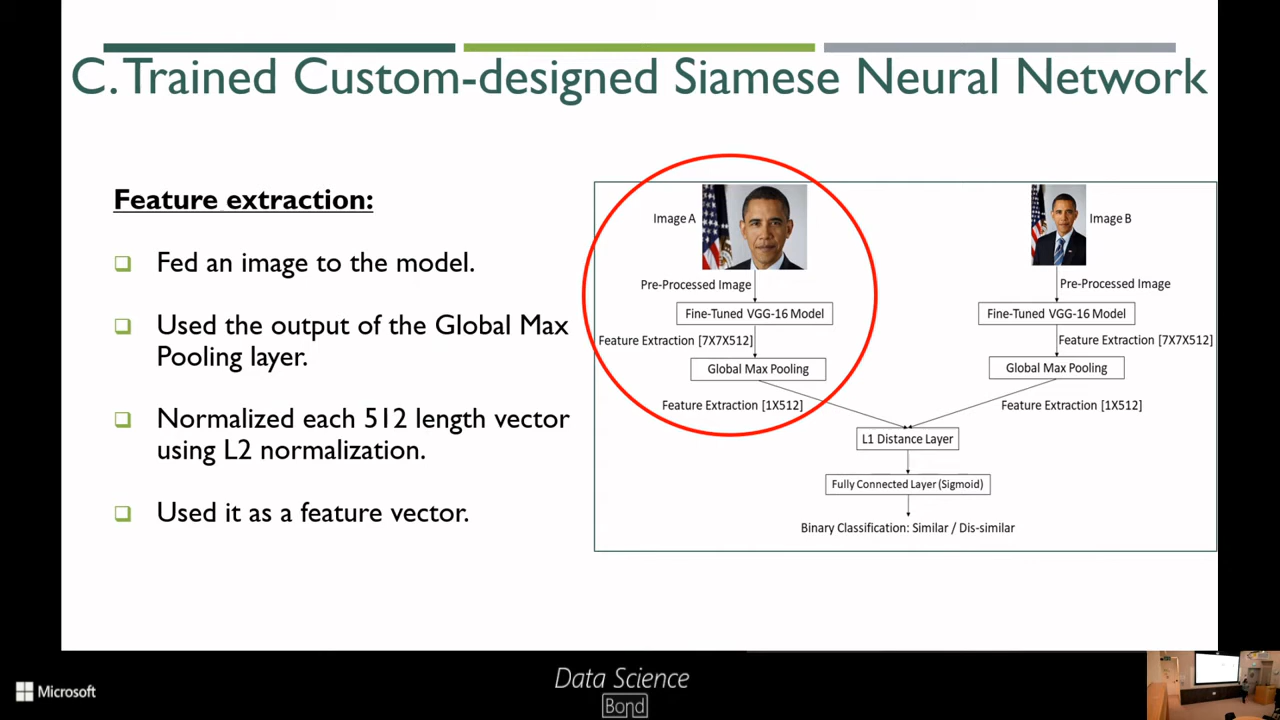 C. Trained Custom-designed Siamese Neural Network
Feature extraction:
Fed an image to the model.
Used the output of the Global Max
Pooling layer.
Normalized each 512 length vector
using L2 normalization.
Used it as a feature vector.
Image A
Image B
Pre-Processed Image
Pre-Processed Image
Fine-Tuned VGG-16 Model
Fine-Tuned VGG-16 Model
Feature Extraction [7X7X512]
Feature Extraction [7X7X512]
Global Max Pooling
Global Max Pooling
Feature Extraction [1X512]
Feature Extraction [1X512]
L1 Distance Layer
Fully Connected Layer (Sigmoid)
Binary Classification: Similar / Dis-similar
Microsoft
Data Science
Bond